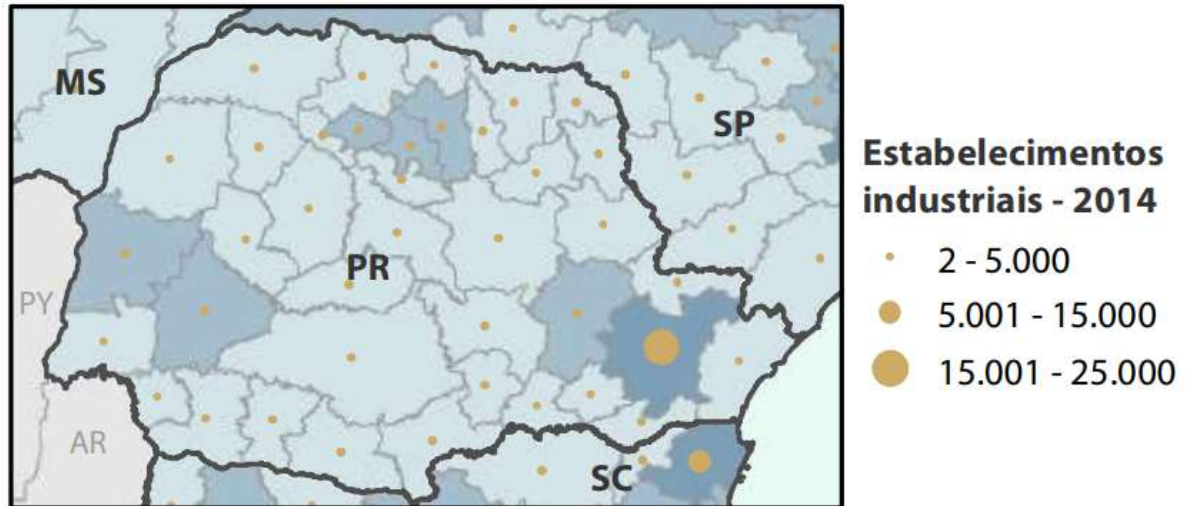 MS
SP
PR
PY
AR
SC
Estabelecimentos
industriais - 2014
2 - 5.000
5.001 - 15.000
15.001 - 25.000